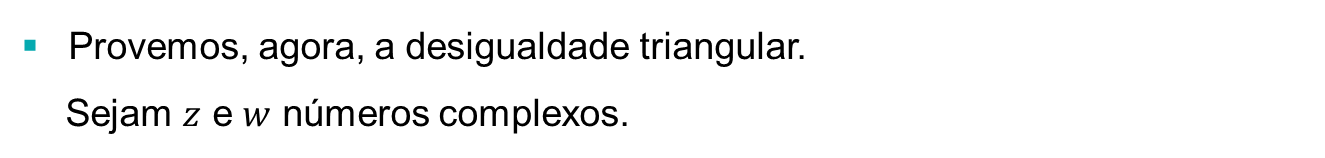 ▪ Provemos, agora, a desigualdade triangular.
Sejam 𝑧 e 𝑤 números complexos.